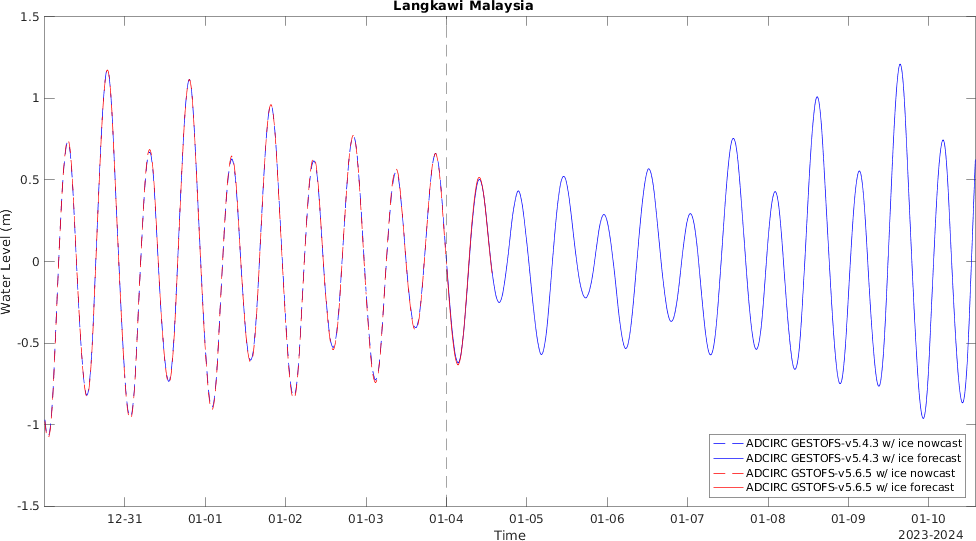 Langkawi Malaysia
1.5
1
0.5
0
-0.5
-1
-1.5
Water Level (m)
12-31 01-01 01-02 01-03 01-04 01-05 01-06 01-07 01-08 01-09 01-10
Time
2023-2024
ADCIRC GESTOFS-v5.4.3 w/ ice nowcast
ADCIRC GESTOFS-v5.4.3 w/ ice forecast
ADCIRC GSTOFS-v5.6.5 w/ ice nowcast
ADCIRC GSTOFS-v5.6.5 w/ ice forecast